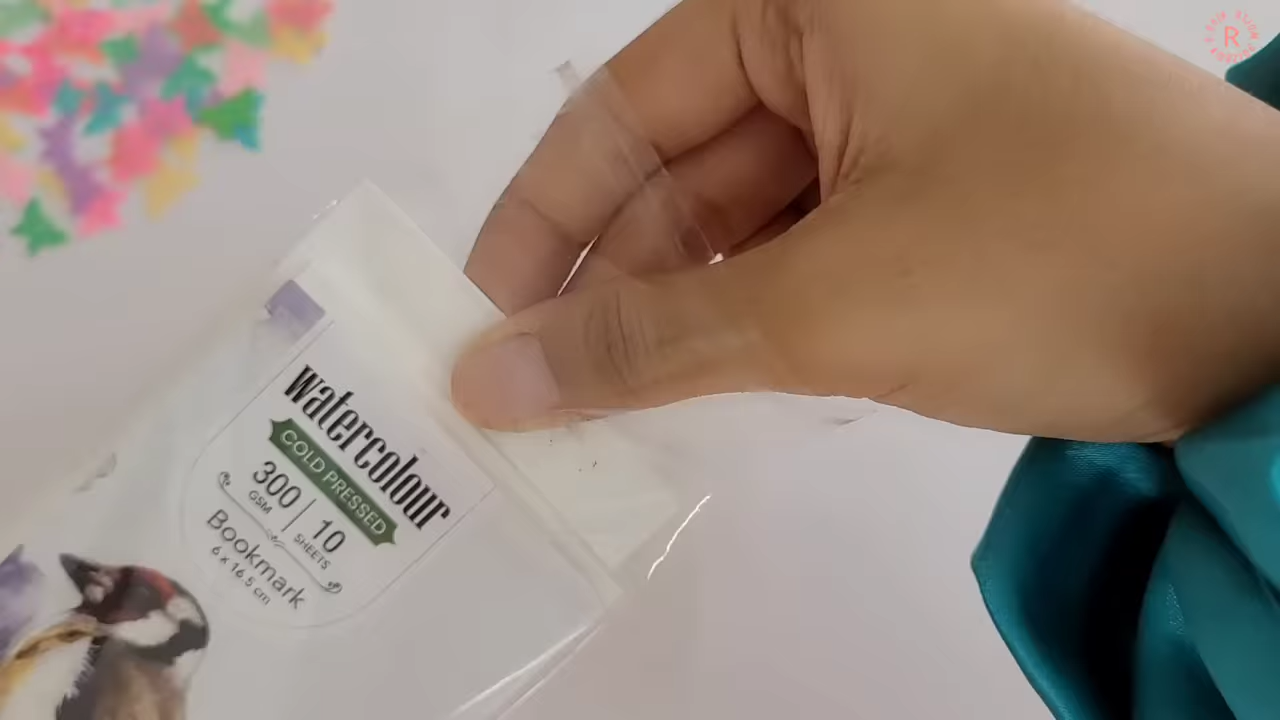 watercolour
COLD PRESSED
300 GSM | 10 SHEETS
Bookmark
6 x 16.5 cm
R